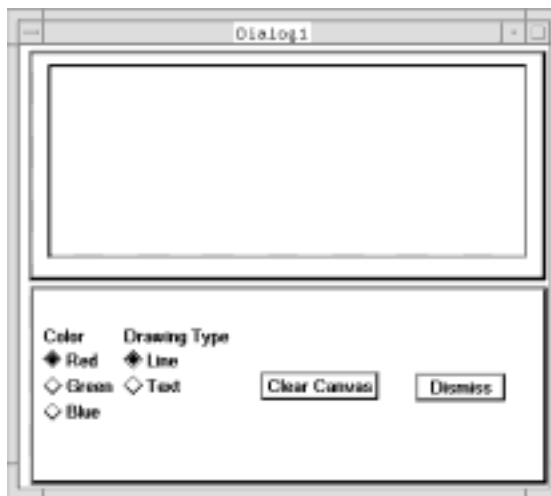 Dialog1
Color
Drawing Type
Red
Line
Green
Text
Blue
Clear Canvas
Dismiss